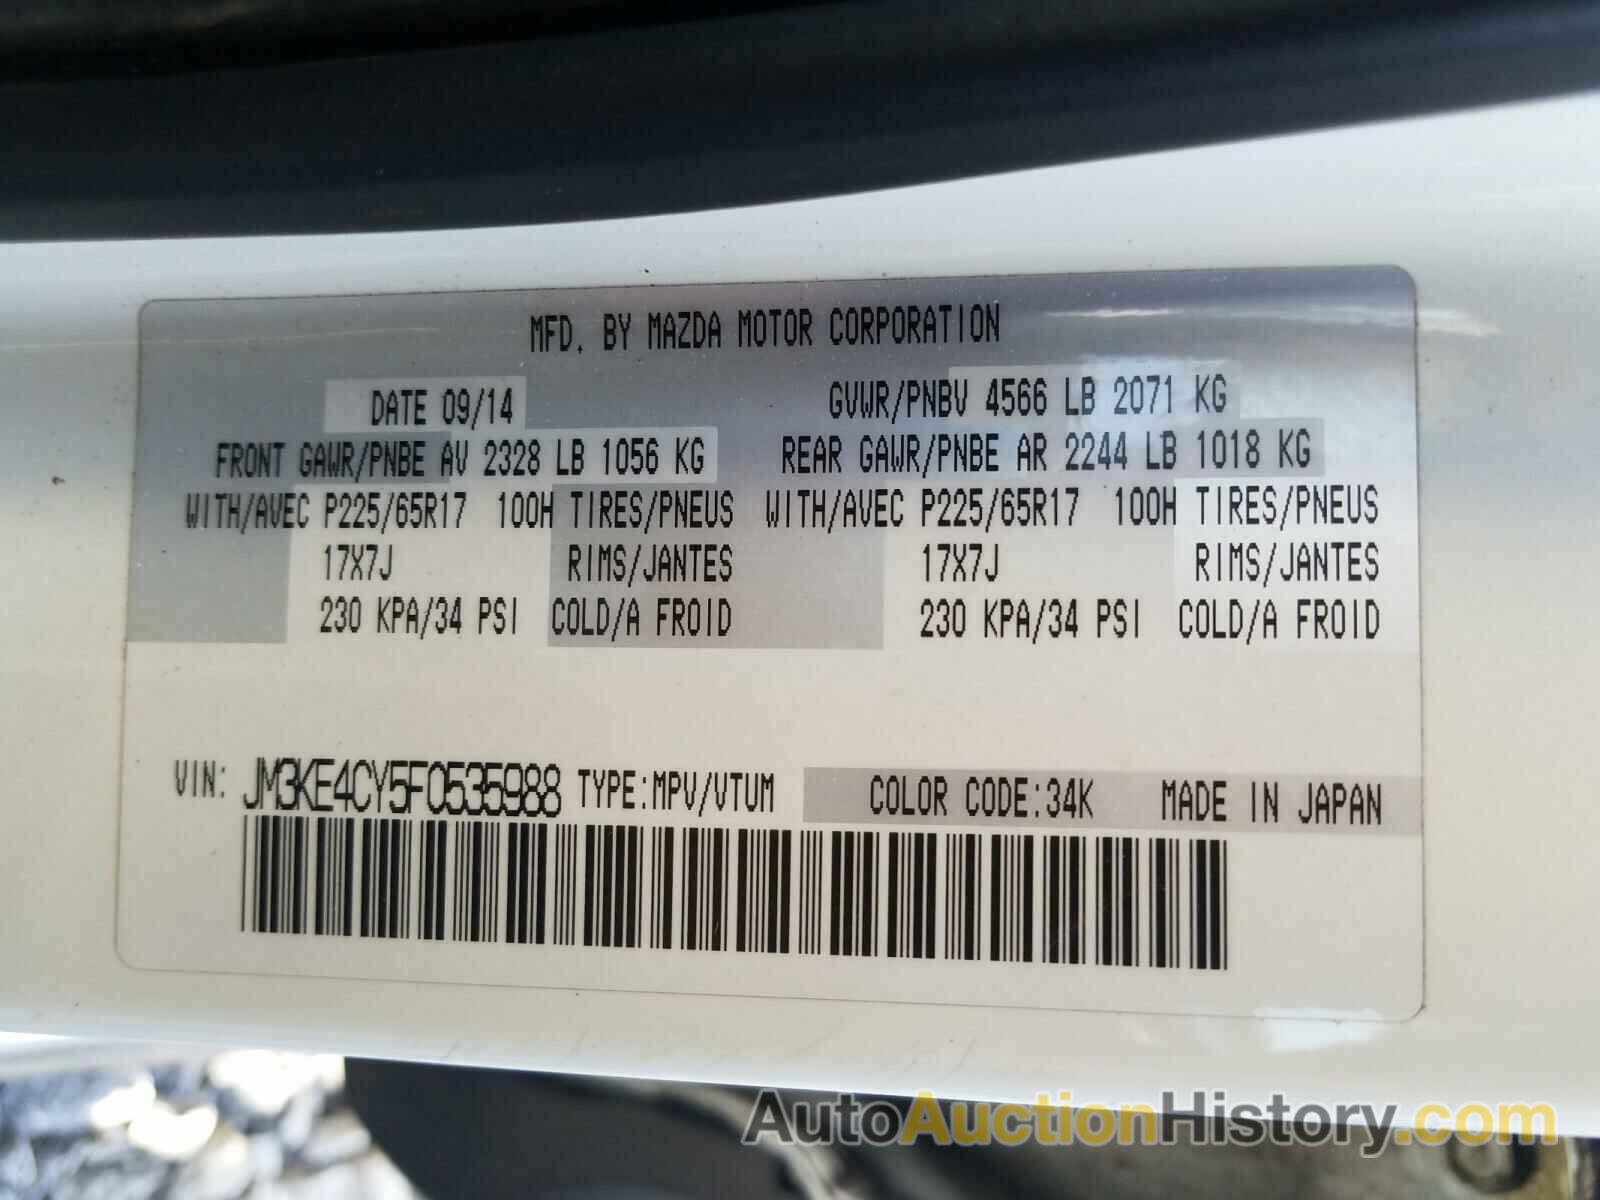 MFD. BY MAZDA MOTOR CORPORATION
DATE 09/14 GVWR/PNBV 4566 LB 2071 KG
FRONT GAWR/PNBE AV 2328 LB 1056 KG REAR GAWR/PNBE AR 2244 LB 1018 KG
WITH/AVEC P225/65R17 100H TIRES/PNEUS WITH/AVEC P225/65R17 100H TIRES/PNEUS
17X7J RIMS/JANTES 17X7J RIMS/JANTES
230 KPA/34 PSI COLD/A FROID 230 KPA/34 PSI COLD/A FROID
VIN: JM3KE4CY5F0535988 TYPE:MPV/VTUM COLOR CODE:34K MADE IN JAPAN
AutoAuctionHistory.com